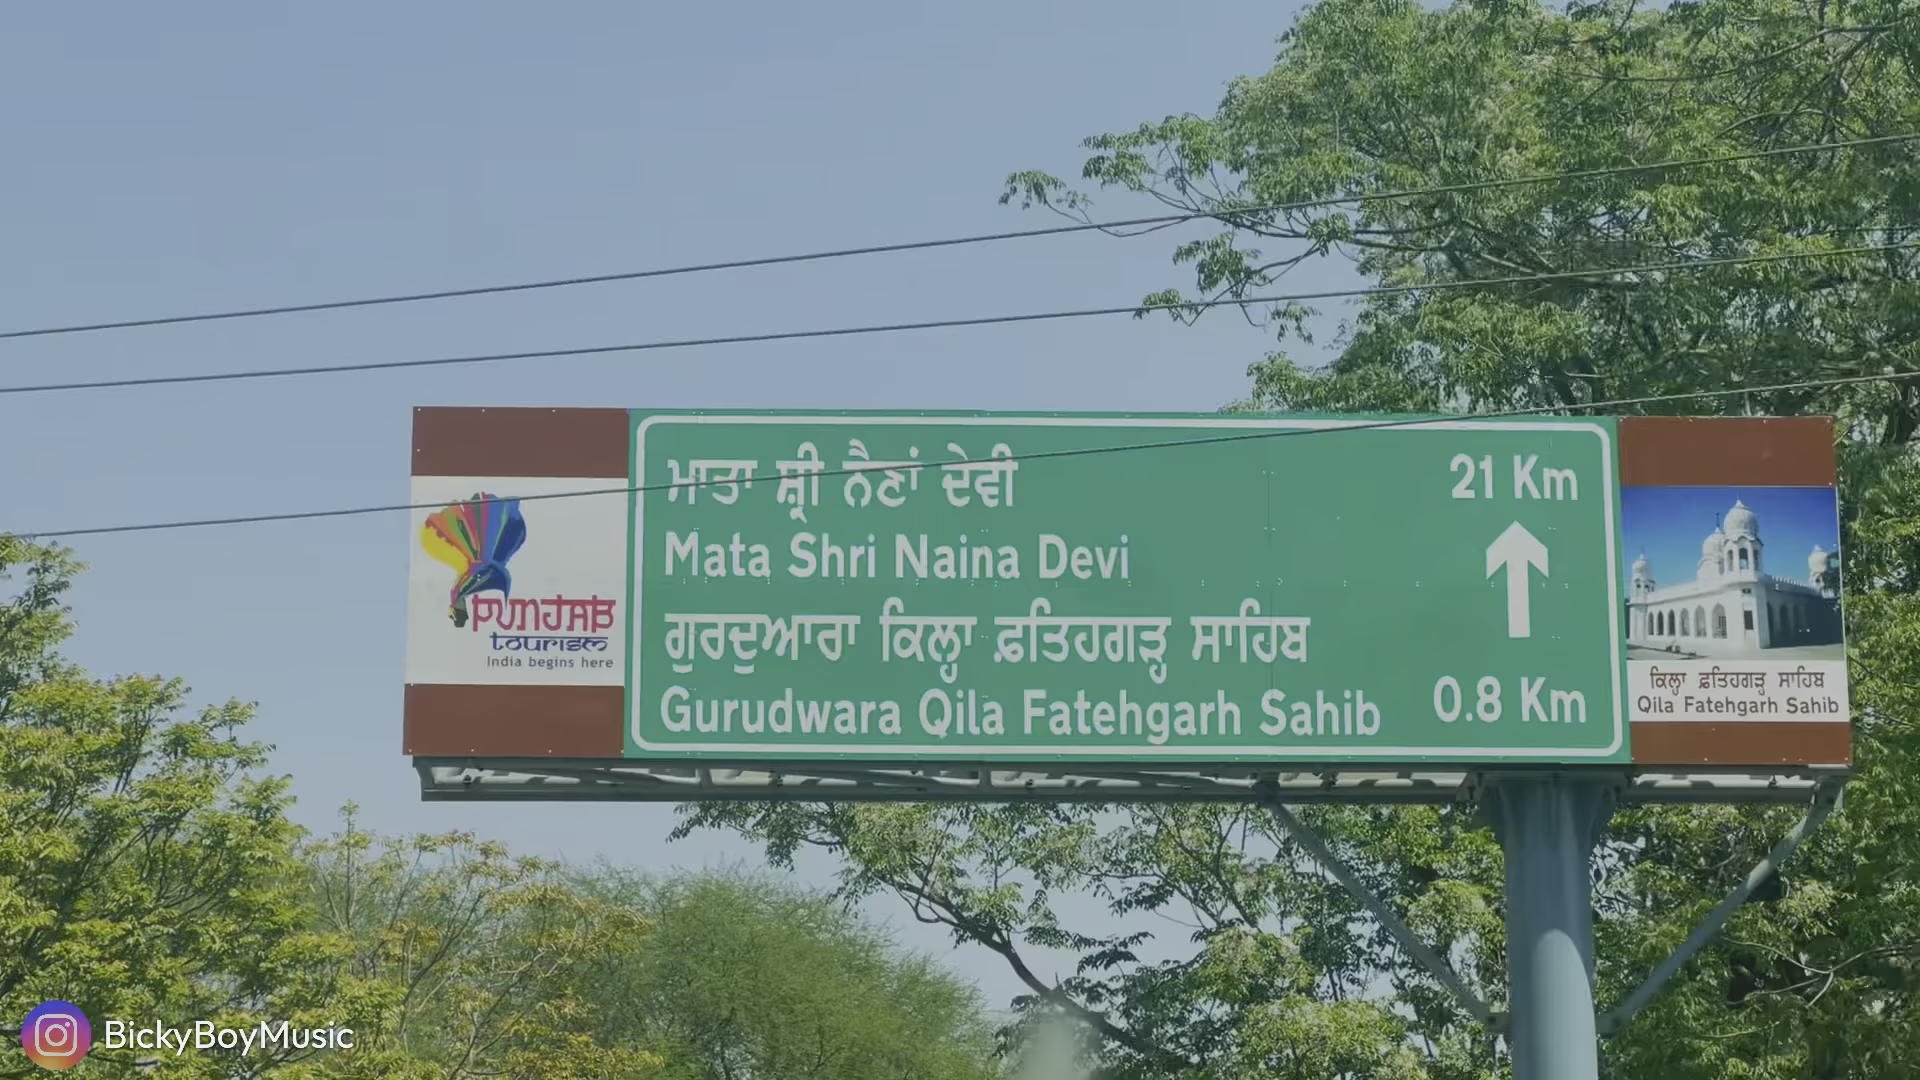 PUNJAB
tourism
India begins here
ਮਾਤਾ ਸ਼੍ਰੀ ਨੈਣਾਂ ਦੇਵੀ
Mata Shri Naina Devi
21 Km
ਗੁਰਦੁਆਰਾ ਕਿਲ੍ਹਾ ਫ਼ਤਿਹਗੜ੍ਹ ਸਾਹਿਬ
Gurudwara Qila Fatehgarh Sahib
0.8 Km
ਕਿਲ੍ਹਾ ਫ਼ਤਿਹਗੜ੍ਹ ਸਾਹਿਬ
Qila Fatehgarh Sahib
BickyBoyMusic